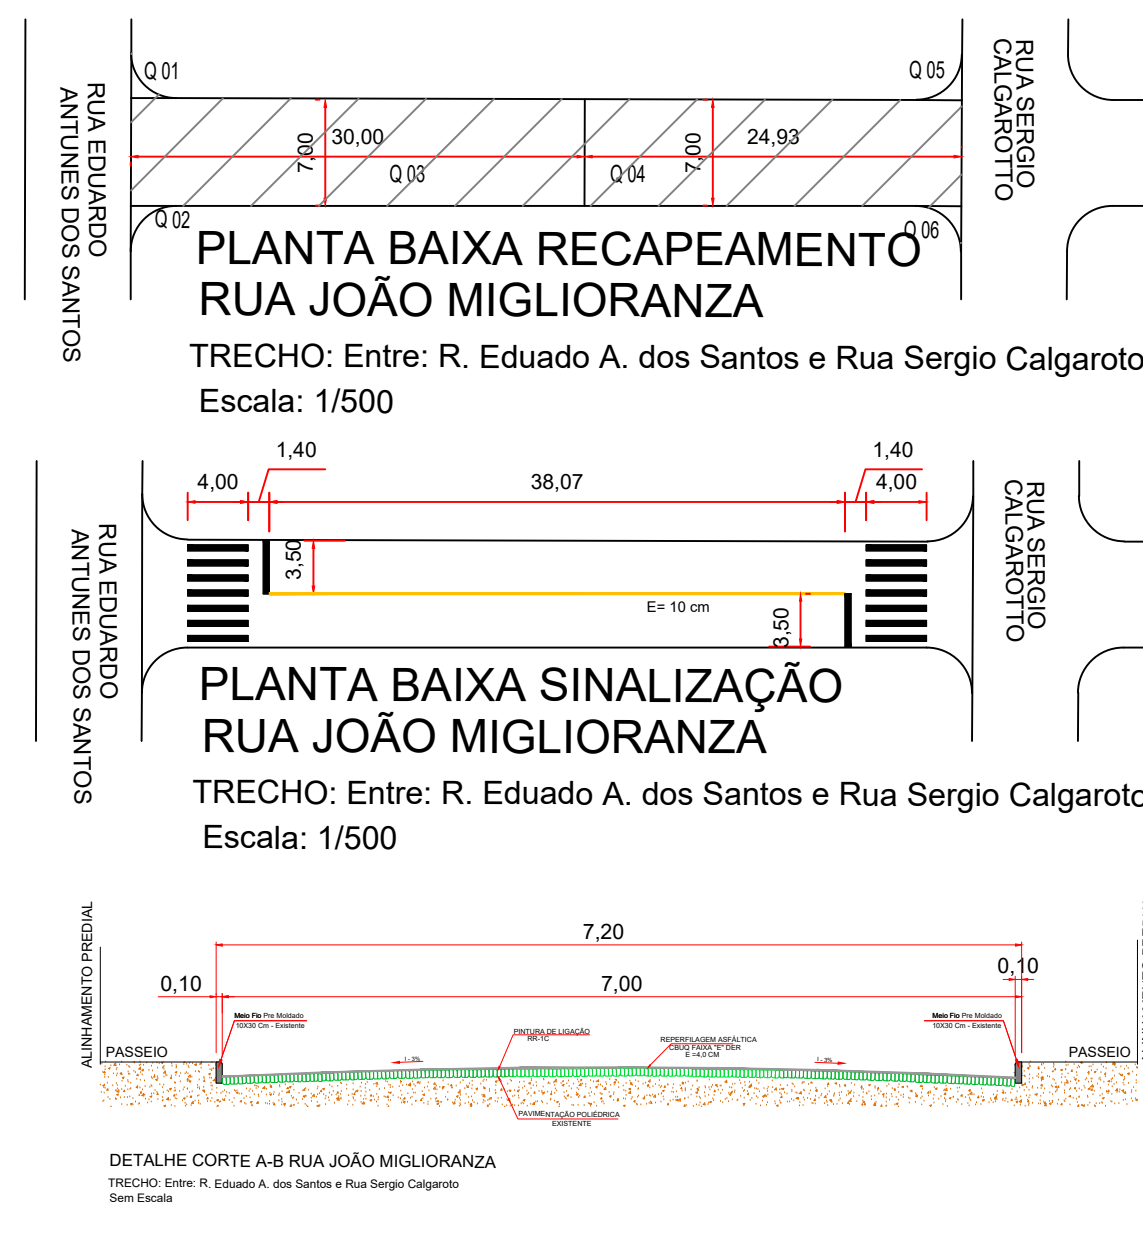 RUA EDUARDO
ANTUNES DOS SANTOS
Q 01
Q 05
RUA SERGIO
CALGAROTTO
7,00
30,00
7,00
24,93
Q 03
Q 04
Q 02
Q 06
PLANTA BAIXA RECAPEAMENTO
RUA JOÃO MIGLIORANZA
TRECHO: Entre: R. Eduado A. dos Santos e Rua Sergio Calgaroto
Escala: 1/500
1,40
1,40
4,00
38,07
4,00
RUA EDUARDO
ANTUNES DOS SANTOS
RUA SERGIO
CALGAROTTO
3,50
E= 10 cm
3,50
PLANTA BAIXA SINALIZAÇÃO
RUA JOÃO MIGLIORANZA
TRECHO: Entre: R. Eduado A. dos Santos e Rua Sergio Calgaroto
Escala: 1/500
ALINHAMENTO PREDIAL
7,20
0,10
7,00
0,10
Meio Fio Pre Moldado
10X30 Cm - Existente
Meio Fio Pre Moldado
10X30 Cm - Existente
PINTURA DE LIGAÇÃO
RR-1C
REPERFILAGEM ASFÁLTICA
CBUQ FAIXA "E" DER
E =4,0 CM
PASSEIO
I - 3%
I - 3%
PASSEIO
PAVIMENTAÇÃO POLIÉDRICA
EXISTENTE
DETALHE CORTE A-B RUA JOÃO MIGLIORANZA
TRECHO: Entre: R. Eduado A. dos Santos e Rua Sergio Calgaroto
Sem Escala